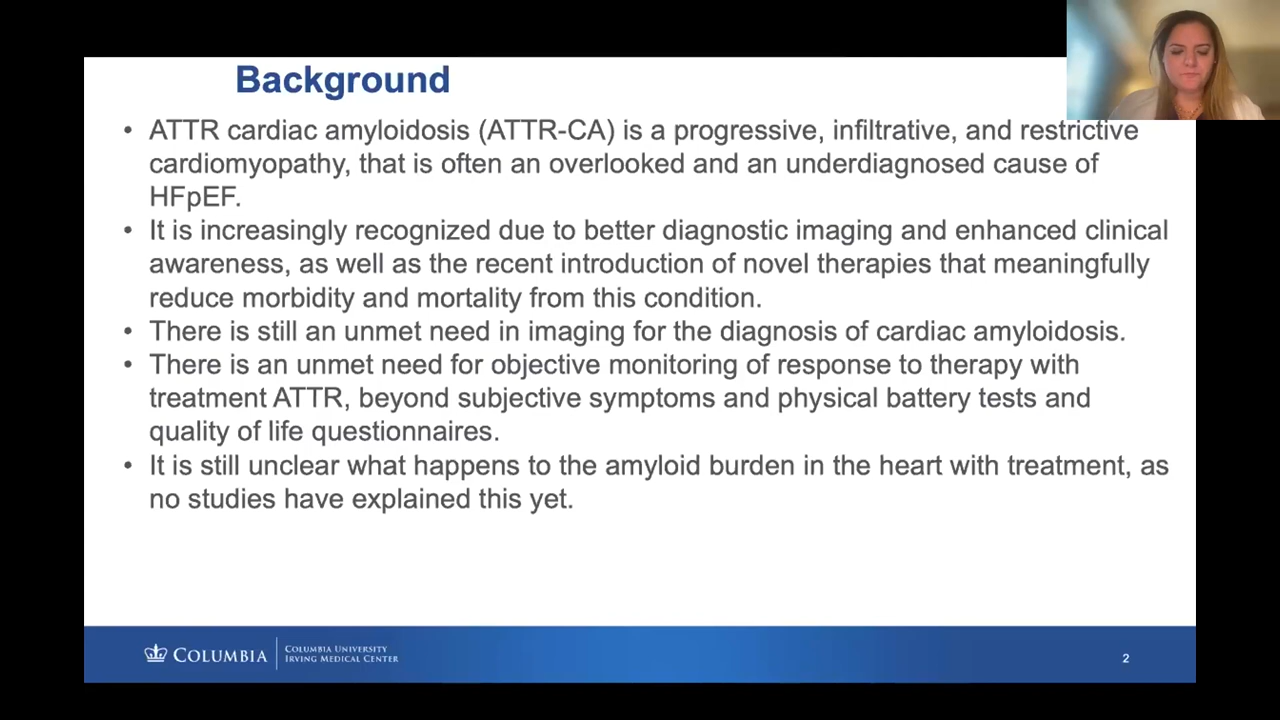 Background
• ATTR cardiac amyloidosis (ATTR-CA) is a progressive, infiltrative, and restrictive
cardiomyopathy, that is often an overlooked and an underdiagnosed cause of
HFpEF.
• It is increasingly recognized due to better diagnostic imaging and enhanced clinical
awareness, as well as the recent introduction of novel therapies that meaningfully
reduce morbidity and mortality from this condition.
• There is still an unmet need in imaging for the diagnosis of cardiac amyloidosis.
• There is an unmet need for objective monitoring of response to therapy with
treatment ATTR, beyond subjective symptoms and physical battery tests and
quality of life questionnaires.
• It is still unclear what happens to the amyloid burden in the heart with treatment, as
no studies have explained this yet.
COLUMBIA
COLUMBIA UNIVERSITY
IRVING MEDICAL CENTER
2